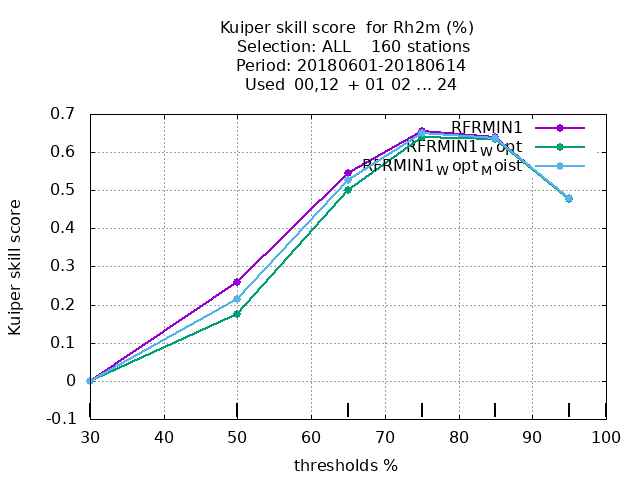 Kuiper skill score  for Rh2m (%)
Selection: ALL    160 stations
Period: 20180601-20180614
Used  00,12  + 01 02 ... 24
0.7
0.6
0.5
0.4
0.3
0.2
0.1
0
-0.1
Kuiper skill score
RFRMIN1
RFRMIN1Wopt
RFRMIN1WoptMoist
30 40 50 60 70 80 90 100
thresholds %